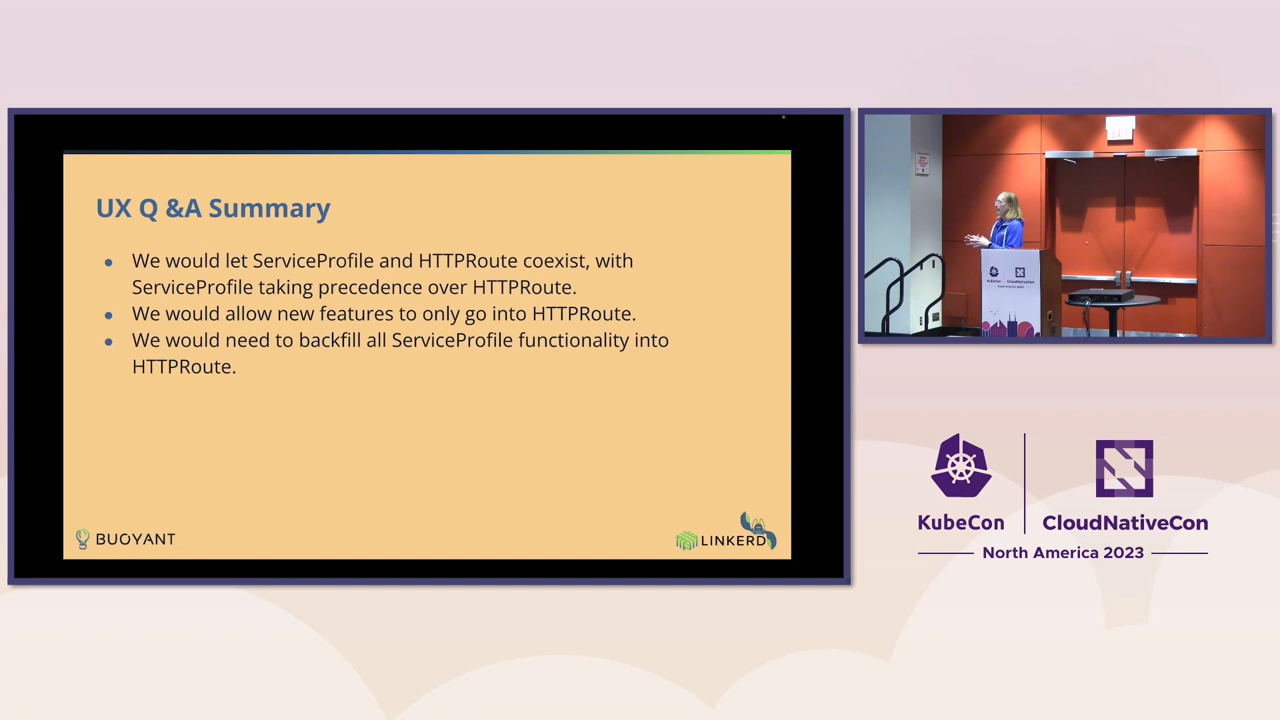 UX Q &A Summary
● We would let ServiceProfile and HTTPRoute coexist, with
ServiceProfile taking precedence over HTTPRoute.
● We would allow new features to only go into HTTPRoute.
● We would need to backfill all ServiceProfile functionality into
HTTPRoute.
BUOYANT
LINKERD
KubeCon
CloudNativeCon
KubeCon
CloudNativeCon
North America 2023